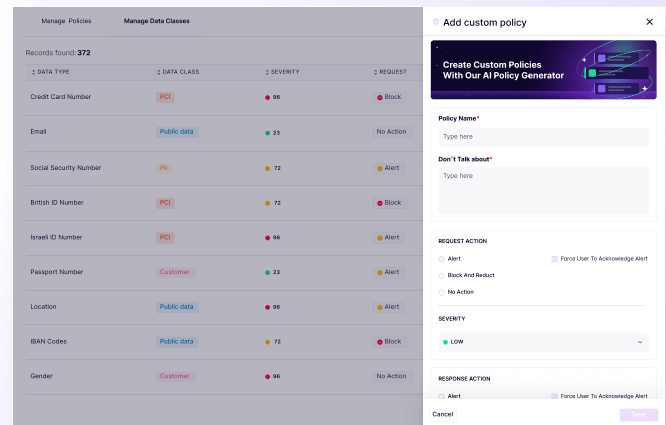 Manage Policies
Manage Data Classes
Records found: 372
DATA TYPE DATA CLASS SEVERITY REQUEST
Credit Card Number PCI 96 Block
Email Public data 23 No Action
Social Security Number PII 72 Alert
British ID Number PCI 72 Block
Israeli ID Number PCI 96 Alert
Passport Number Customer 23 Alert
Location Public data 96 Alert
IBAN Codes Public data 72 Block
Gender Customer 96 No Action
Add custom policy
Create Custom Policies
With Our AI Policy Generator
Policy Name*
Type here
Don´t Talk about*
Type here
REQUEST ACTION
Alert Force User To Acknowledge Alert
Block And Reduct
No Action
SEVERITY
LOW
RESPONSE ACTION
Alert Force User To Acknowledge Alert
Cancel Save